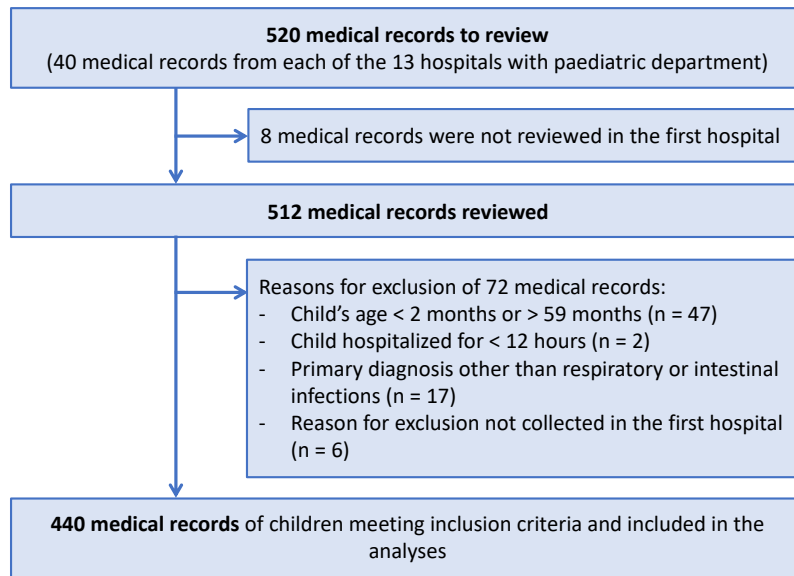 520 medical records to review
(40 medical records from each of the 13 hospitals with paediatric department)
8 medical records were not reviewed in the first hospital
512 medical records reviewed
Reasons for exclusion of 72 medical records:
- Child's age < 2 months or > 59 months (n = 47)
- Child hospitalized for < 12 hours (n = 2)
- Primary diagnosis other than respiratory or intestinal
infections (n = 17)
- Reason for exclusion not collected in the first hospital
(n = 6)
440 medical records of children meeting inclusion criteria and included in the
analyses